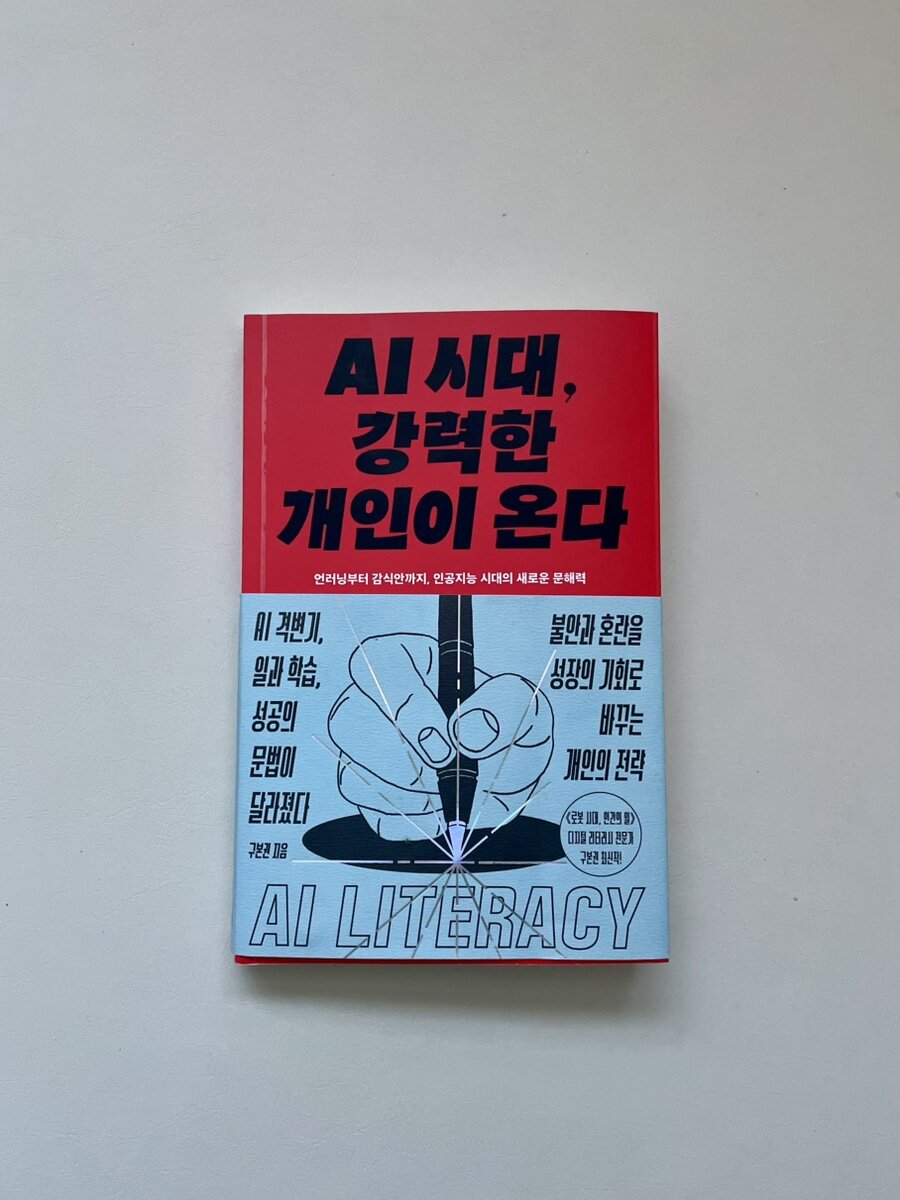 AI 시대,
강력한
개인이 온다
언러닝부터 감식안까지, 인공지능 시대의 새로운 문해력
AI 격변기,
일과 학습,
성공의
문법이
달라졌다
구본권 지음
불안과 혼란을
성장의 기회로
바꾸는
개인의 전략
《로봇 시대, 인간의 일》
디지털 리터러시 전문가
구본권 최신작!
AI LITERACY